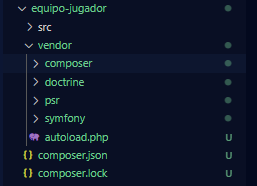 equipo-jugador
src
vendor
composer
doctrine
psr
symfony
autoload.php U
{} composer.json U
{} composer.lock U